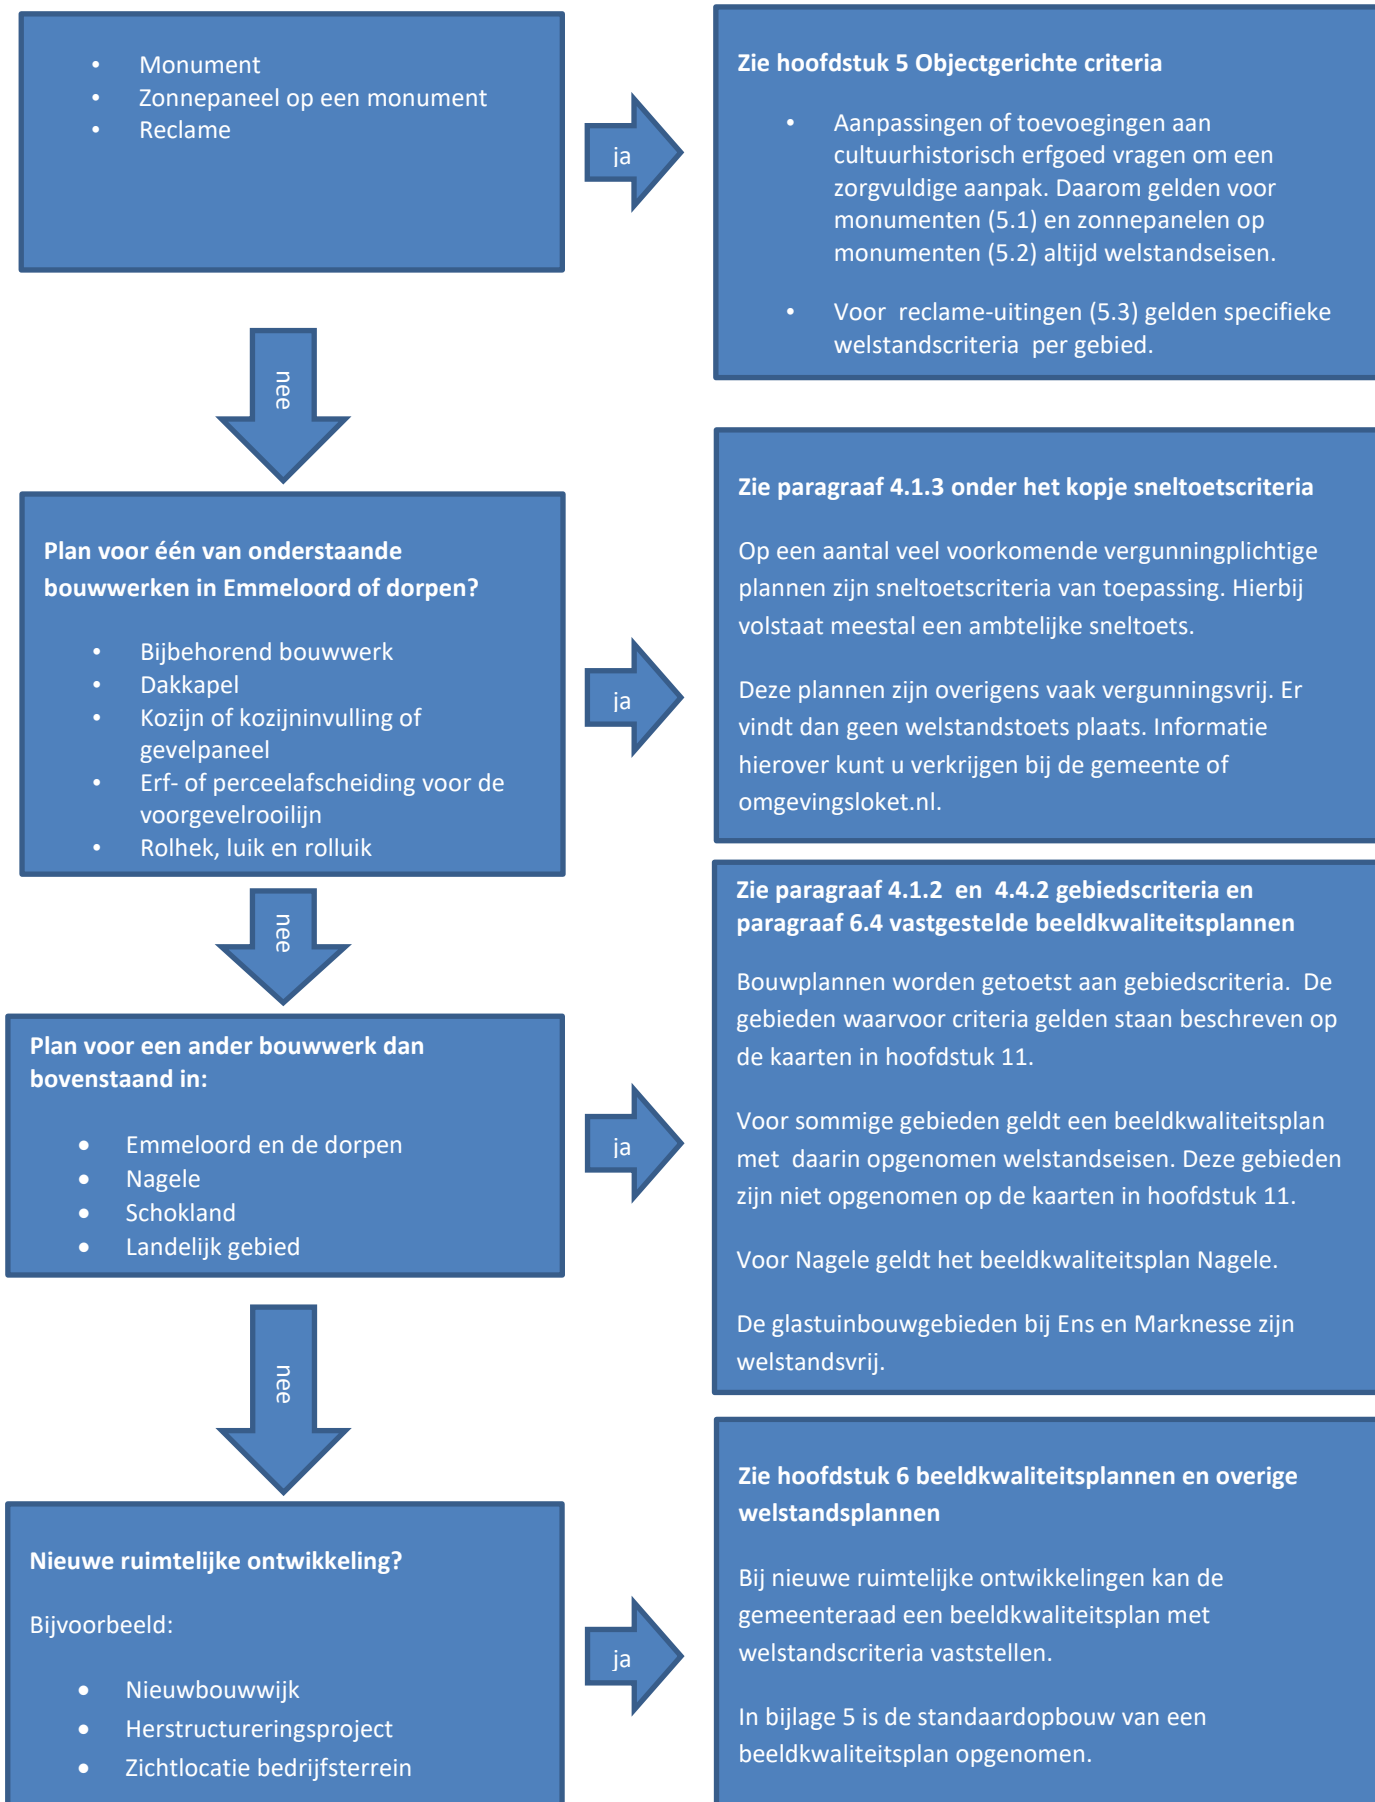 • Monument
• Zonnepaneel op een monument
• Reclame
ja
Zie hoofdstuk 5 Objectgerichte criteria
• Aanpassingen of toevoegingen aan
cultuurhistorisch erfgoed vragen om een
zorgvuldige aanpak. Daarom gelden voor
monumenten (5.1) en zonnepanelen op
monumenten (5.2) altijd welstandseisen.
• Voor reclame-uitingen (5.3) gelden specifieke
welstandscriteria per gebied.
nee
Plan voor één van onderstaande
bouwwerken in Emmeloord of dorpen?
• Bijbehorend bouwwerk
• Dakkapel
• Kozijn of kozijninvulling of
gevelpaneel
• Erf- of perceelafscheiding voor de
voorgevelrooilijn
• Rolhek, luik en rolluik
ja
Zie paragraaf 4.1.3 onder het kopje sneltoetscriteria
Op een aantal veel voorkomende vergunningplichtige
plannen zijn sneltoetscriteria van toepassing. Hierbij
volstaat meestal een ambtelijke sneltoets.
Deze plannen zijn overigens vaak vergunningsvrij. Er
vindt dan geen welstandstoets plaats. Informatie
hierover kunt u verkrijgen bij de gemeente of
omgevingsloket.nl.
nee
Plan voor een ander bouwwerk dan
bovenstaand in:
• Emmeloord en de dorpen
• Nagele
• Schokland
• Landelijk gebied
ja
Zie paragraaf 4.1.2 en 4.4.2 gebiedscriteria en
paragraaf 6.4 vastgestelde beeldkwaliteitsplannen
Bouwplannen worden getoetst aan gebiedscriteria. De
gebieden waarvoor criteria gelden staan beschreven op
de kaarten in hoofdstuk 11.
Voor sommige gebieden geldt een beeldkwaliteitsplan
met daarin opgenomen welstandseisen. Deze gebieden
zijn niet opgenomen op de kaarten in hoofdstuk 11.
Voor Nagele geldt het beeldkwaliteitsplan Nagele.
De glastuinbouwgebieden bij Ens en Marknesse zijn
welstandsvrij.
nee
Nieuwe ruimtelijke ontwikkeling?
Bijvoorbeeld:
• Nieuwbouwwijk
• Herstructureringsproject
• Zichtlocatie bedrijfsterrein
ja
Zie hoofdstuk 6 beeldkwaliteitsplannen en overige
welstandsplannen
Bij nieuwe ruimtelijke ontwikkelingen kan de
gemeenteraad een beeldkwaliteitsplan met
welstandscriteria vaststellen.
In bijlage 5 is de standaardopbouw van een
beeldkwaliteitsplan opgenomen.